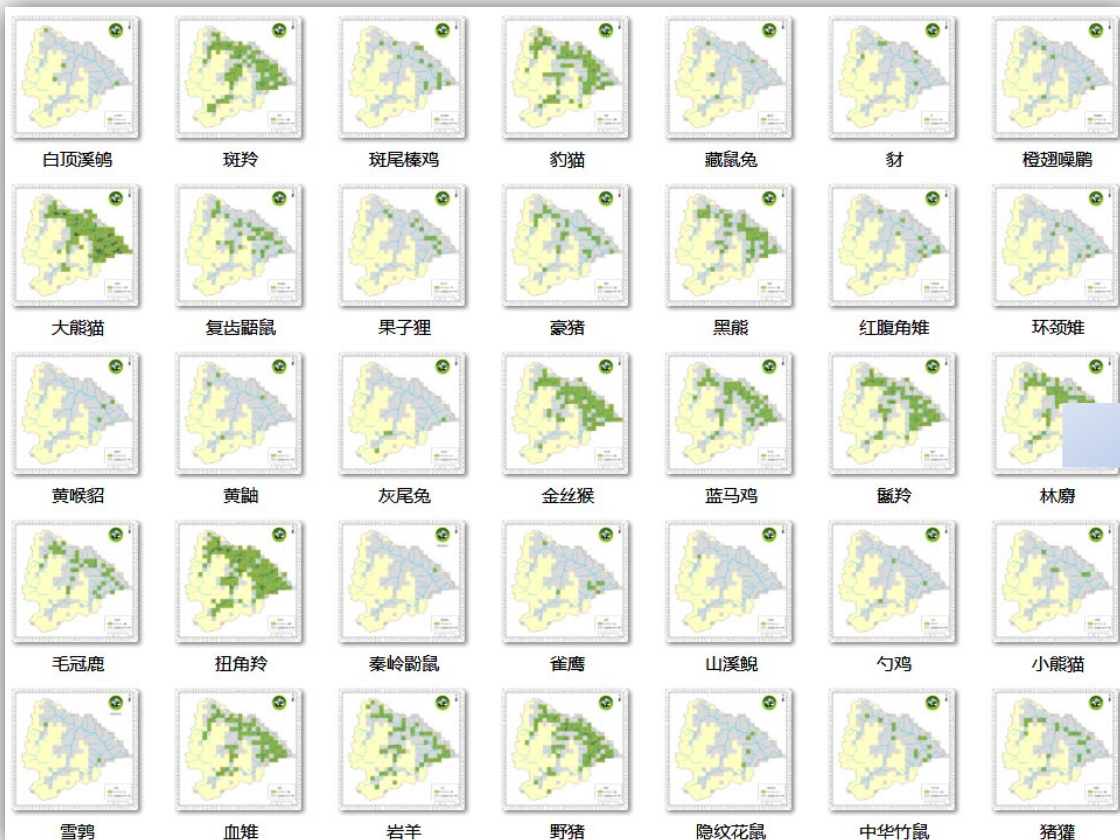 白顶溪鸲 斑羚 斑尾榛鸡 豹猫 藏鼠兔 豺 橙翅噪鹛
大熊猫 复齿鼯鼠 果子狸 豪猪 黑熊 红腹角雉 环颈雉
黄喉貂 黄鼬 灰尾兔 金丝猴 蓝马鸡 鬣羚 林麝
毛冠鹿 扭角羚 秦岭鼢鼠 雀鹰 山溪鲵 勺鸡 小熊猫
雪鹑 血雉 岩羊 野猪 隐纹花鼠 中华竹鼠 猪獾